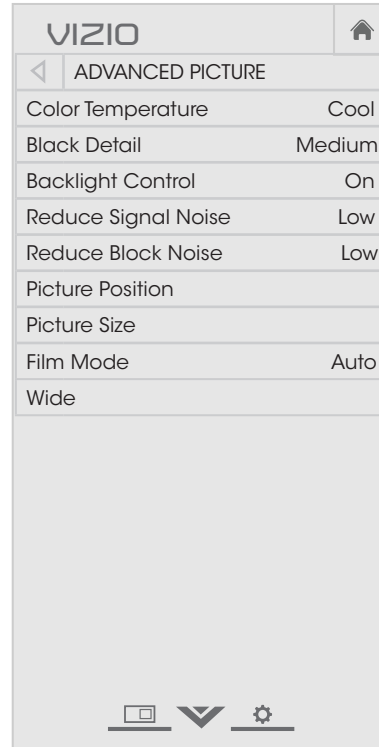 VIZIO
ADVANCED PICTURE
Color Temperature Cool
Black Detail Medium
Backlight Control On
Reduce Signal Noise Low
Reduce Block Noise Low
Picture Position
Picture Size
Film Mode Auto
Wide